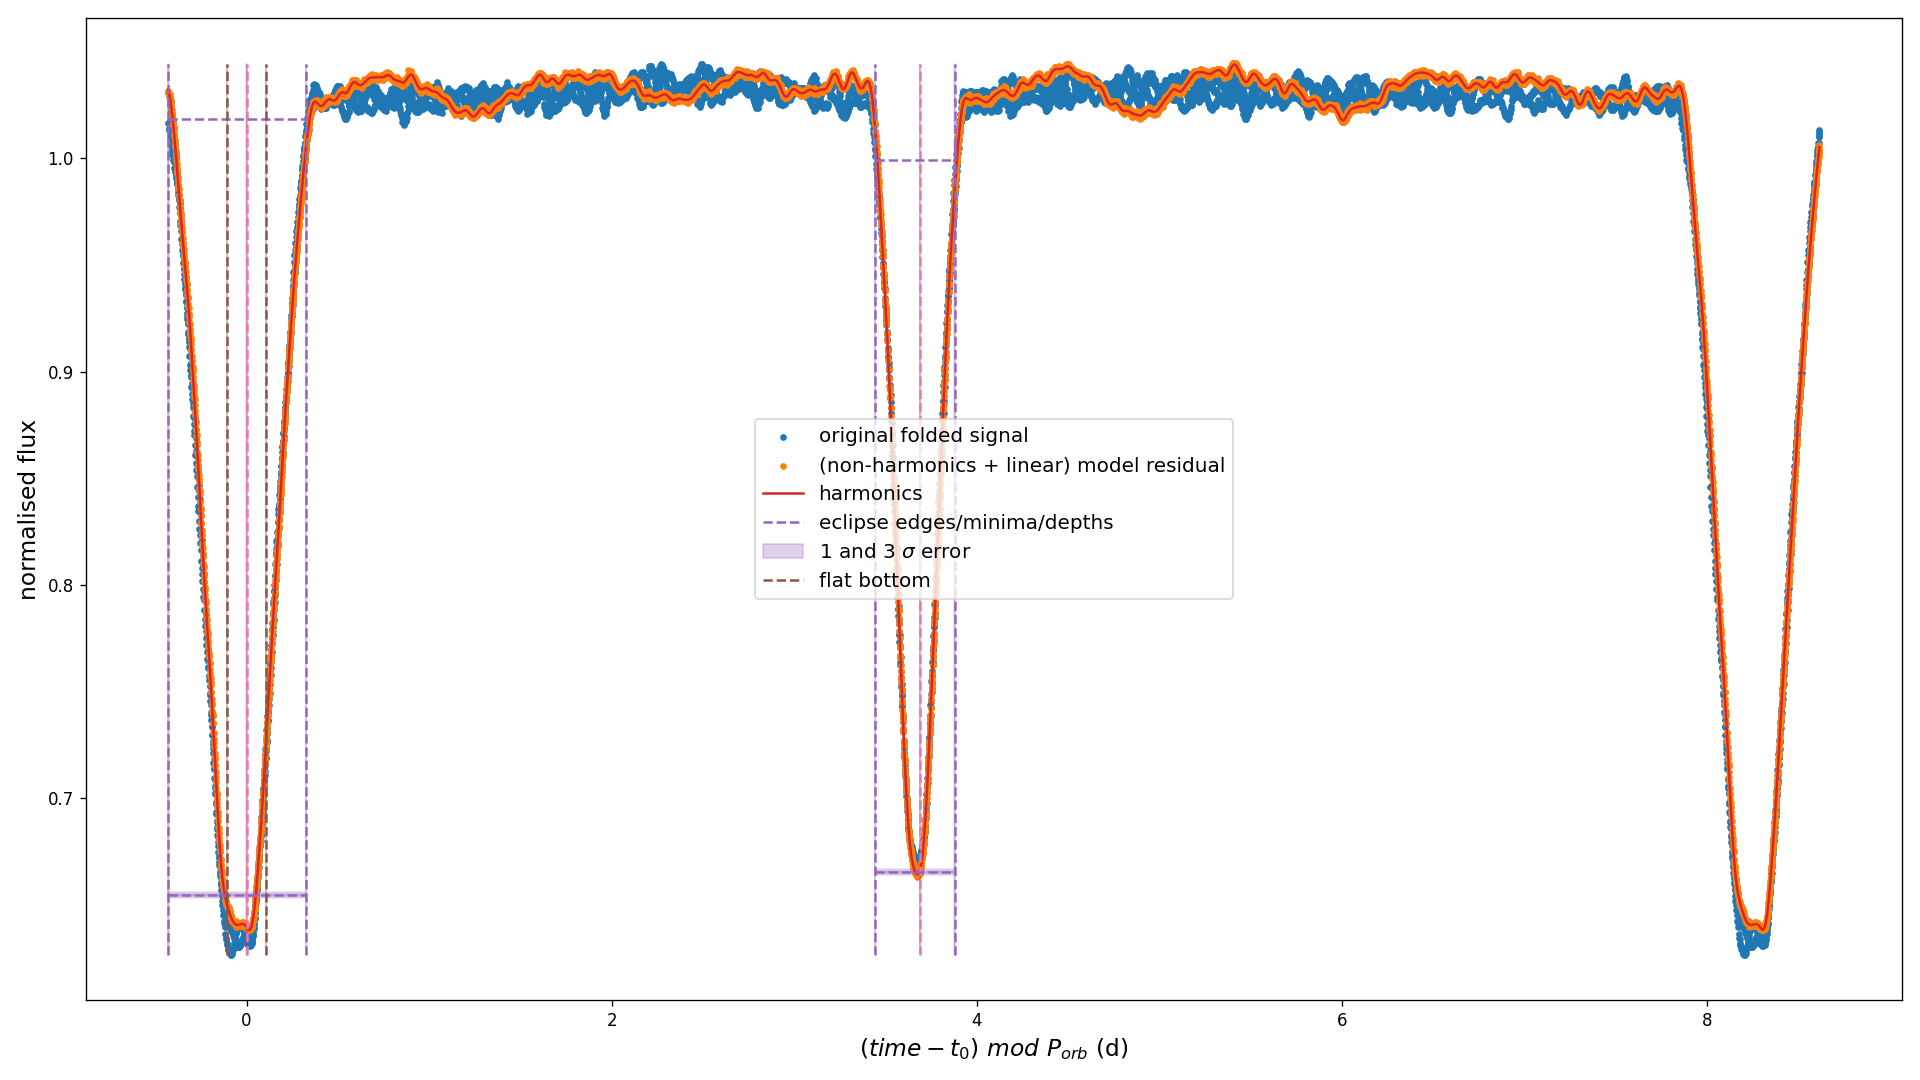 normalised flux
1.0
0.9
0.8
0.7
original folded signal
(non-harmonics + linear) model residual
harmonics
eclipse edges/minima/depths
1 and 3 σ error
flat bottom
0 2 4 6 8
(time − t₀) mod Pₒᵣb (d)